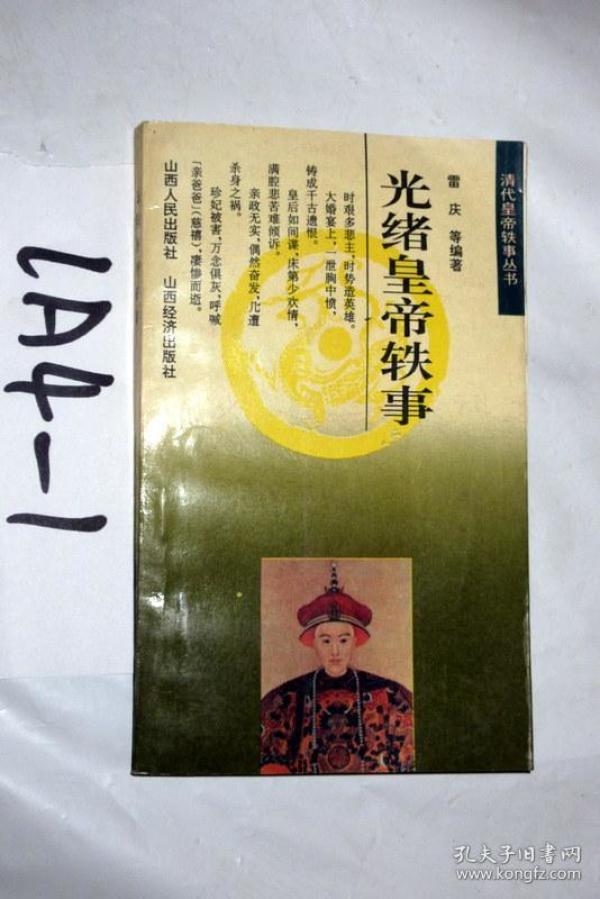 清代皇帝轶事丛书
雷庆 等编著
光绪皇帝轶事
时艰多悲主，时势造英雄。
大婚宴上，一泄胸中愤，
铸成千古遗恨。
皇后如间谍，床第少欢情，
满腔悲苦难倾诉。
亲政无实，偶然奋发，几遭
杀身之祸。
珍妃被害，万念俱灰，呼喊
「亲爸爸」（慈禧），凄惨而逝。
山西人民出版社 山西经济出版社
1A4-1
孔夫子旧书网
www.kongfz.com